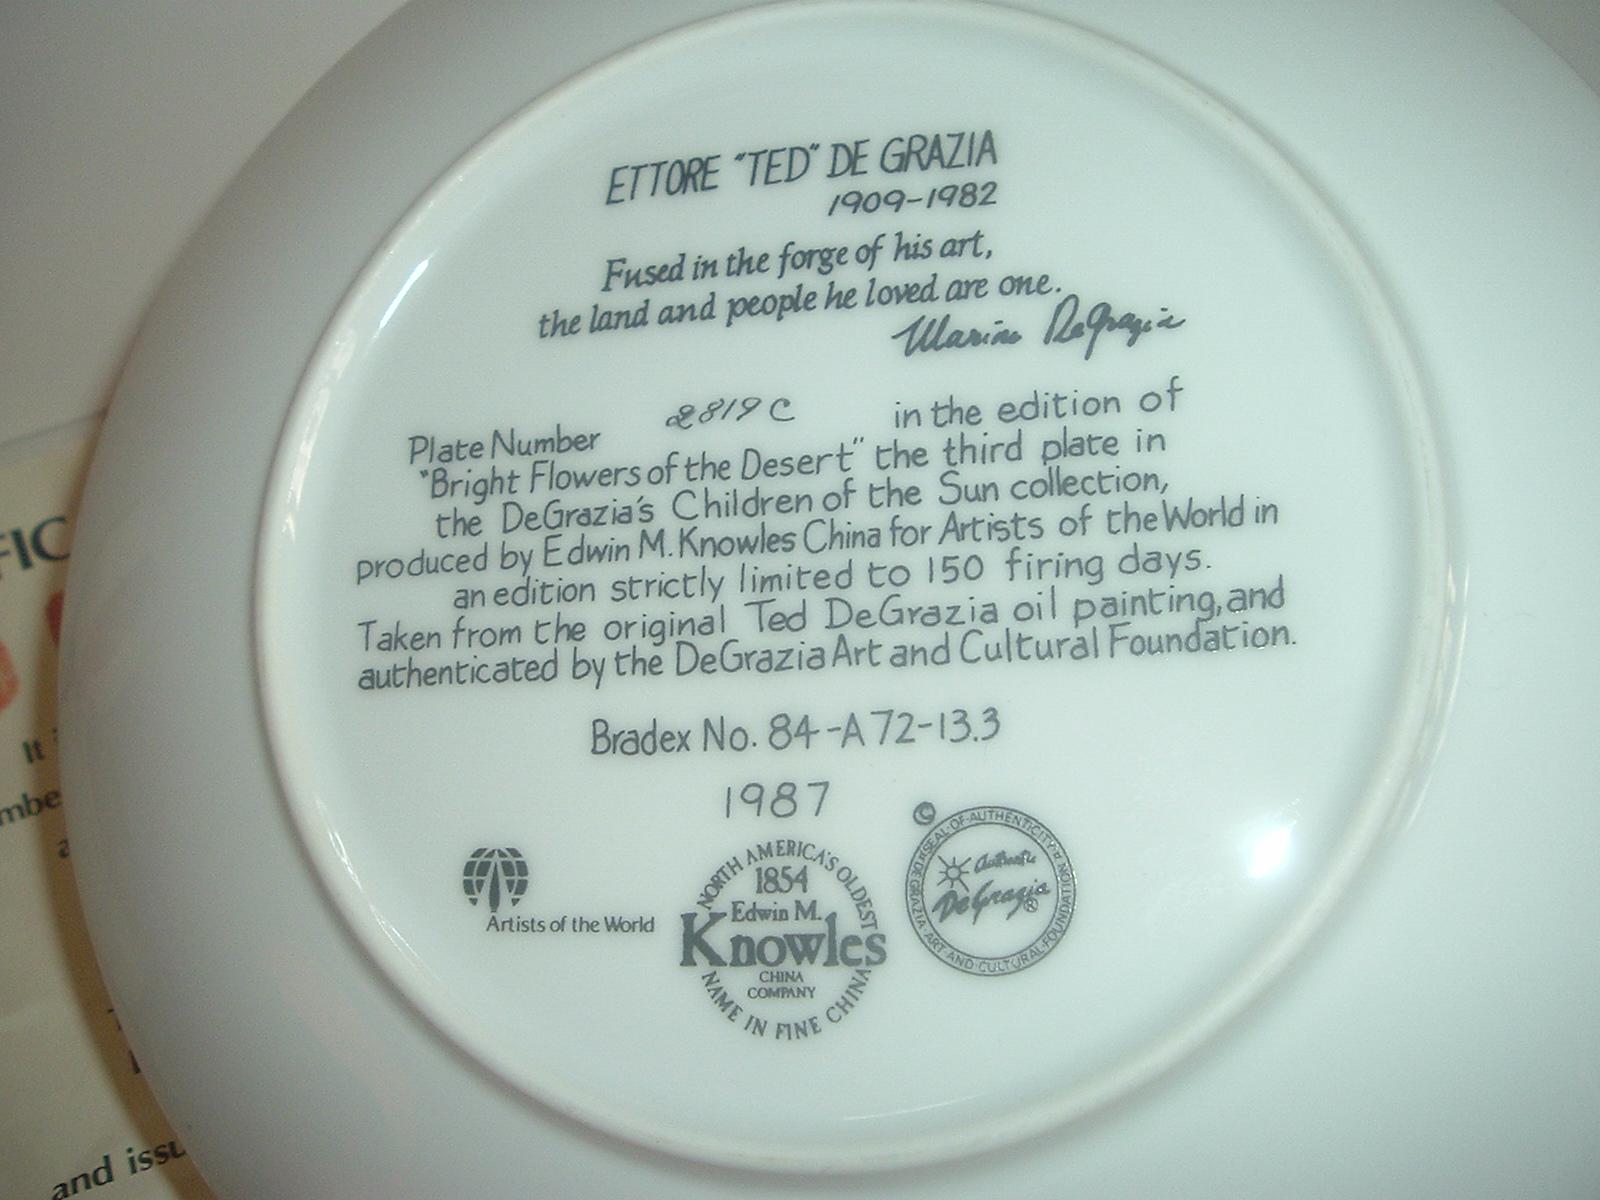 ETTORE "TED" DE GRAZIA
1909-1982
Fused in the forge of his art,
the land and people he loved are one.
Marion DeGrazia
Plate Number 2819C in the edition of
"Bright Flowers of the Desert" the third plate in
the DeGrazia's Children of the Sun collection,
produced by Edwin M. Knowles China for Artists of the World in
an edition strictly limited to 150 firing days.
Taken from the original Ted DeGrazia oil painting, and
authenticated by the DeGrazia Art and Cultural Foundation.
Bradex No. 84-A72-13.3
1987
Artists of the World
NORTH AMERICA'S OLDEST
1854
Edwin M.
Knowles
CHINA
COMPANY
NAME IN FINE CHINA
©
SEAL·OF·AUTHENTICITY
DEGRAZIA·ART·AND·CULTURAL·FOUNDATION
Authentic
DeGrazia®
FIC
It
mbe
and issu